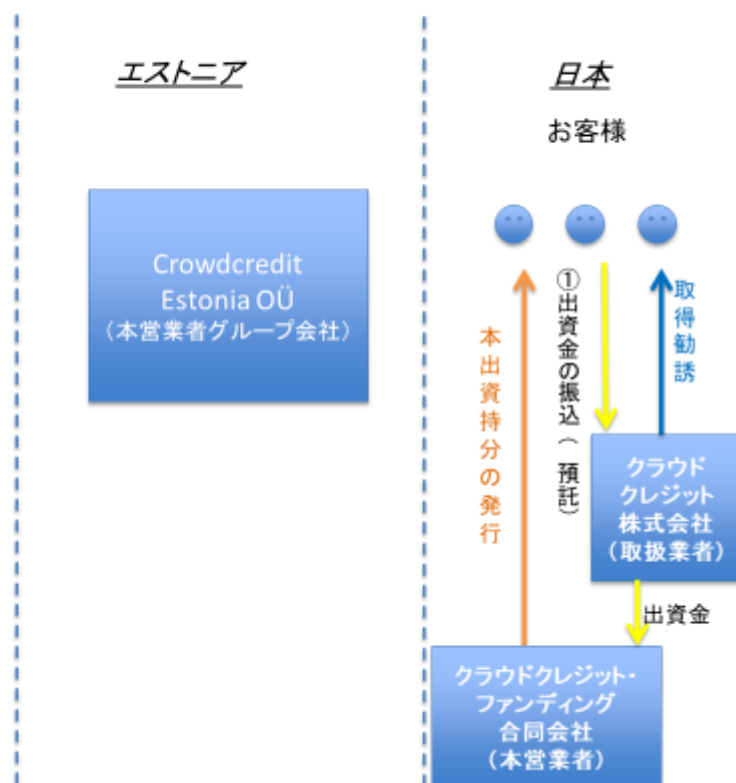 エストニア
日本
お客様
Crowdcredit
Estonia OÜ
(本営業者グループ会社)
本出資持分の発行
①出資金の振込(預託)
取得勧誘
クラウド
クレジット
株式会社
(取扱業者)
出資金
クラウドクレジット・
ファンディング
合同会社
(本営業者)